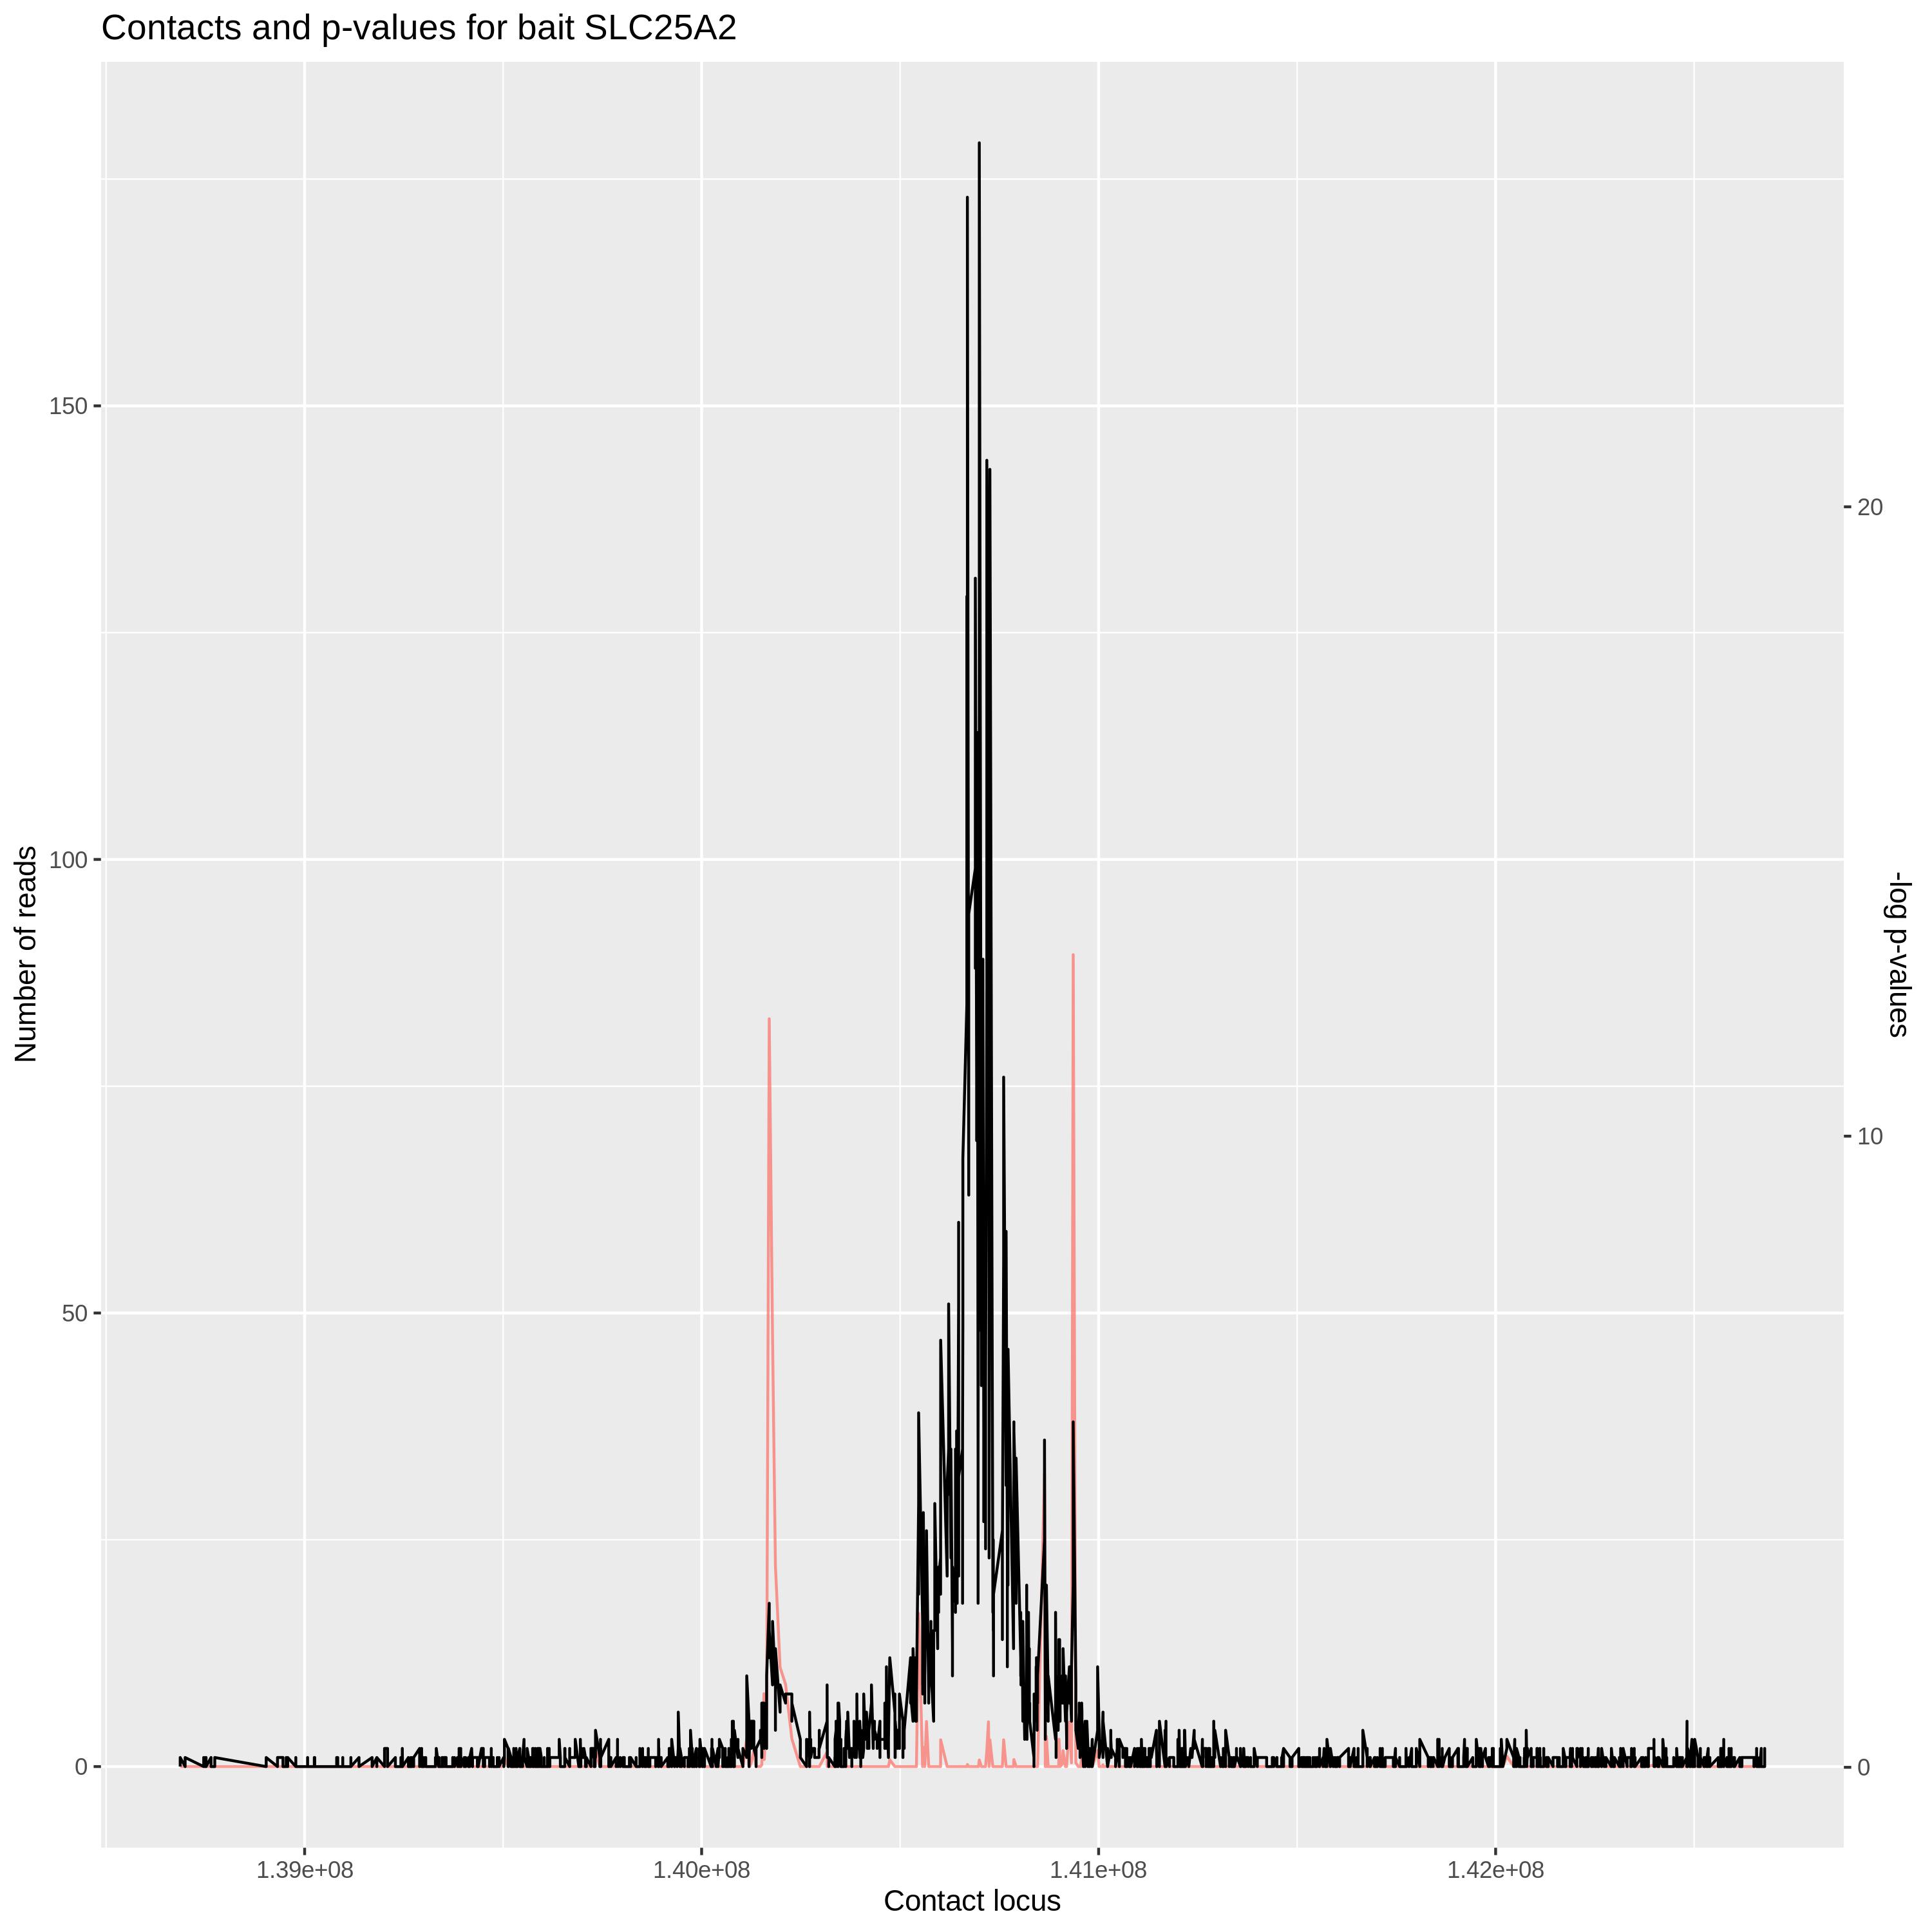 Contacts and p-values for bait SLC25A2
150
100
50
0
Number of reads
20
10
0
-log p-values
1.39e+08
1.40e+08
1.41e+08
1.42e+08
Contact locus